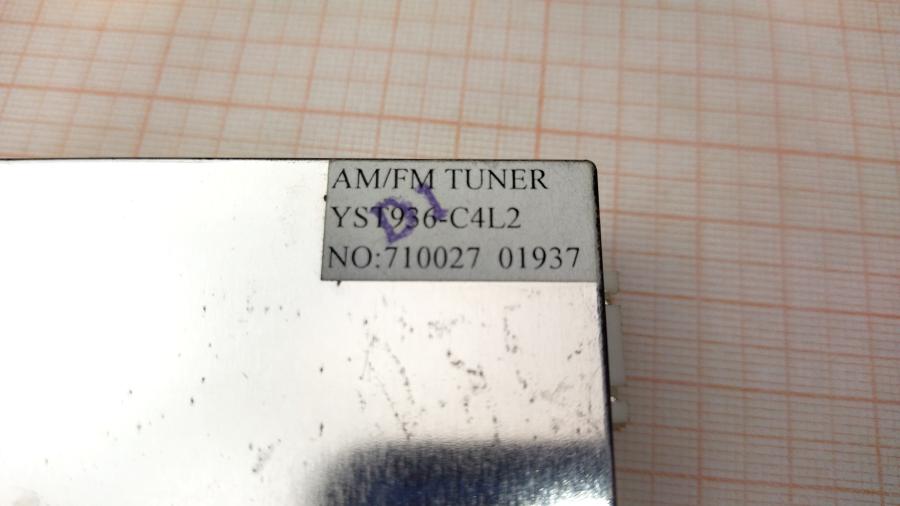 AM/FM TUNER
YST936-C4L2
NO:710027 01937